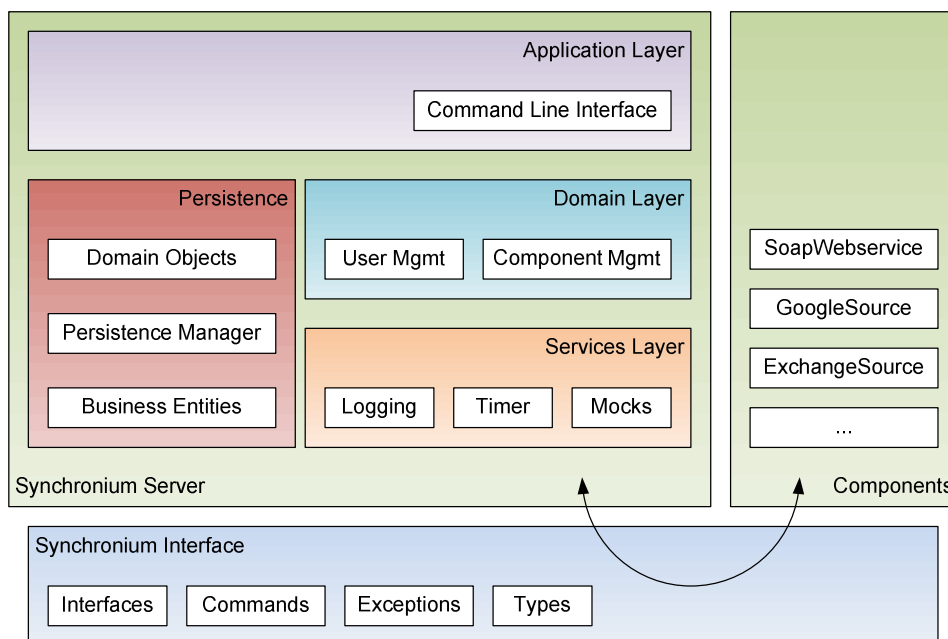 Application Layer
Command Line Interface
Persistence
Domain Objects
Persistence Manager
Business Entities
Domain Layer
User Mgmt
Component Mgmt
Services Layer
Logging
Timer
Mocks
Synchronium Server
SoapWebservice
GoogleSource
ExchangeSource
...
Components
Synchronium Interface
Interfaces
Commands
Exceptions
Types